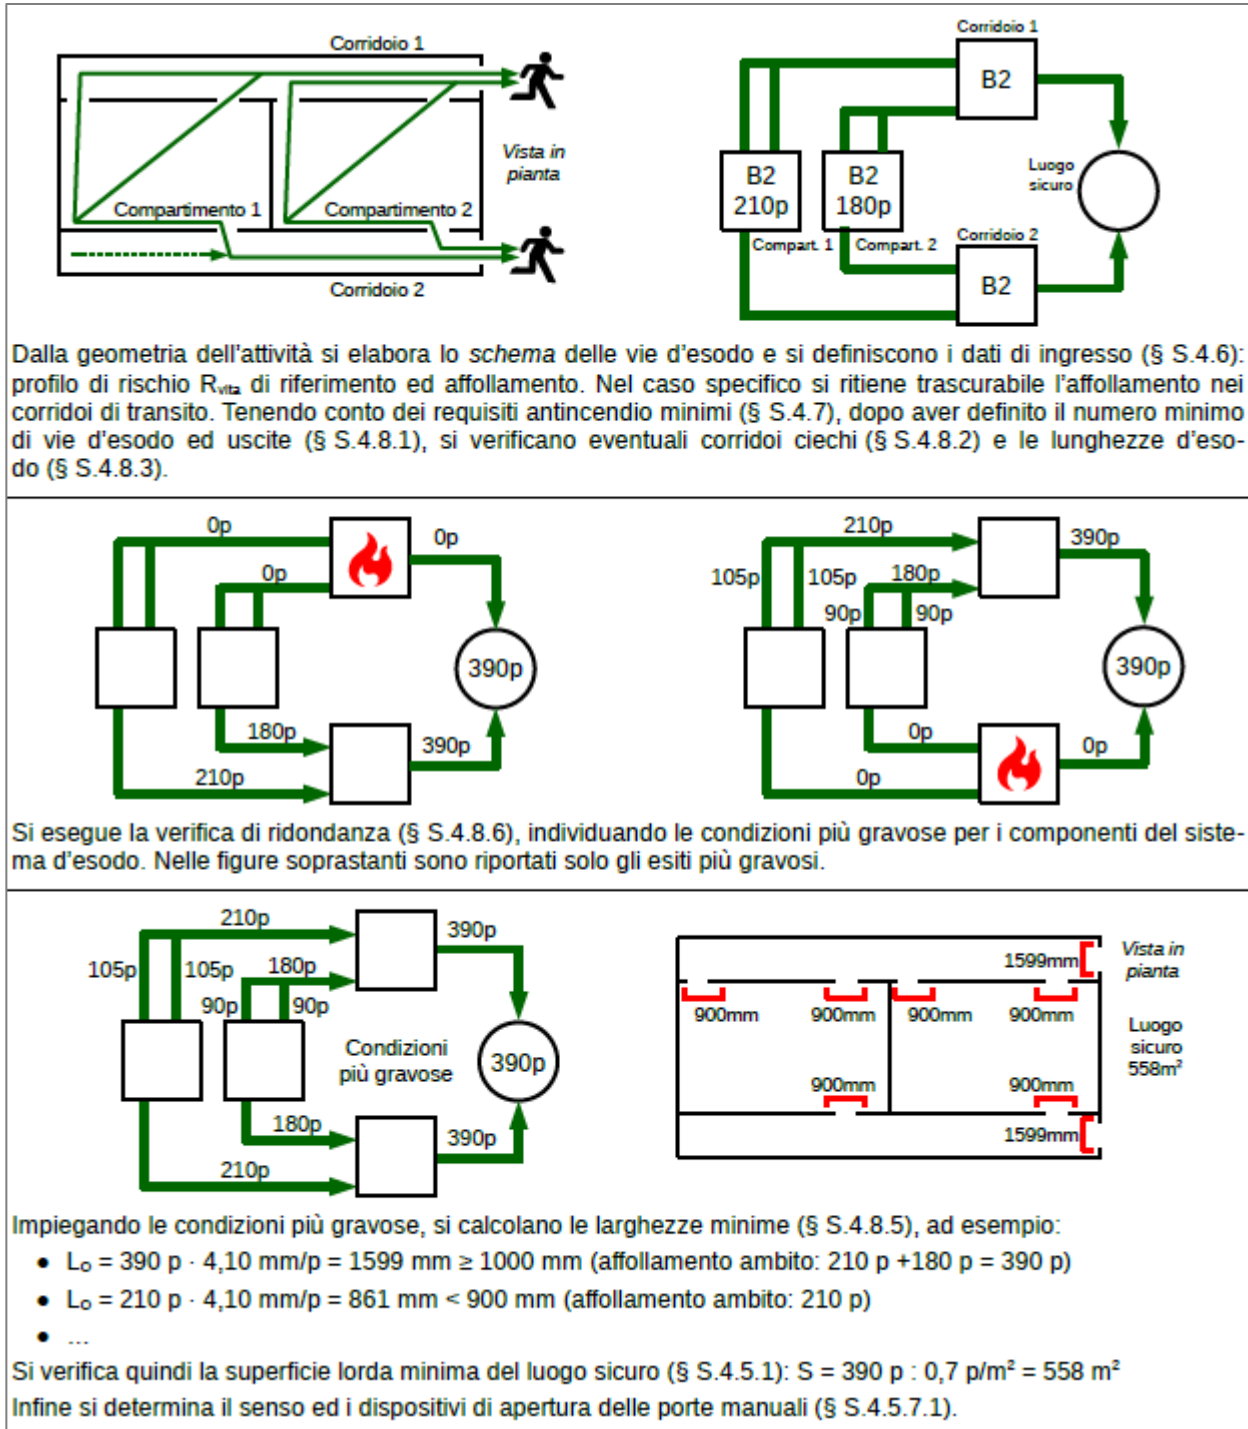 Corridoio 1
Vista in
pianta
Compartimento 1
Compartimento 2
Corridoio 2
Corridoio 1
B2
B2
210p
B2
180p
Luogo
sicuro
Compart. 1
Compart. 2
Corridoio 2
B2
Dalla geometria dell'attività si elabora lo schema delle vie d'esodo e si definiscono i dati di ingresso (§ S.4.6):
profilo di rischio Rvita di riferimento ed affollamento. Nel caso specifico si ritiene trascurabile l'affollamento nei
corridoi di transito. Tenendo conto dei requisiti antincendio minimi (§ S.4.7), dopo aver definito il numero minimo
di vie d'esodo ed uscite (§ S.4.8.1), si verificano eventuali corridoi ciechi (§ S.4.8.2) e le lunghezze d'eso-
do (§ S.4.8.3).
0p
0p
0p
390p
180p
390p
210p
210p
390p
105p
105p
180p
90p
90p
390p
0p
0p
0p
Si esegue la verifica di ridondanza (§ S.4.8.6), individuando le condizioni più gravose per i componenti del siste-
ma d'esodo. Nelle figure soprastanti sono riportati solo gli esiti più gravosi.
210p
390p
105p
105p
180p
90p
90p
Condizioni
più gravose
390p
180p
390p
210p
1599mm
Vista in
pianta
900mm
900mm
900mm
900mm
Luogo
sicuro
558m²
900mm
900mm
1599mm
Impiegando le condizioni più gravose, si calcolano le larghezze minime (§ S.4.8.5), ad esempio:
● L₀ = 390 p · 4,10 mm/p = 1599 mm ≥ 1000 mm (affollamento ambito: 210 p +180 p = 390 p)
● L₀ = 210 p · 4,10 mm/p = 861 mm < 900 mm (affollamento ambito: 210 p)
● ...
Si verifica quindi la superficie lorda minima del luogo sicuro (§ S.4.5.1): S = 390 p : 0,7 p/m² = 558 m²
Infine si determina il senso ed i dispositivi di apertura delle porte manuali (§ S.4.5.7.1).